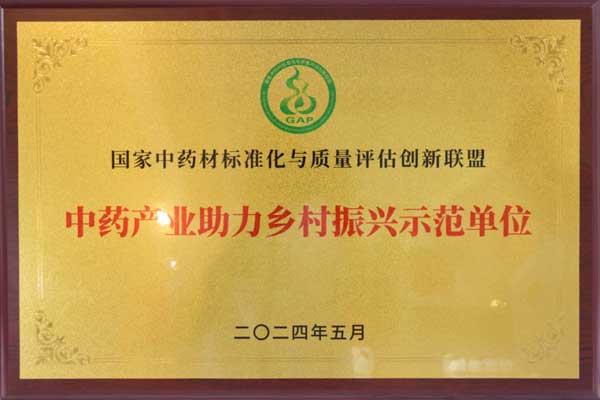 GAP
国家中药材标准化与质量评估创新联盟
中药产业助力乡村振兴示范单位
二〇二四年五月